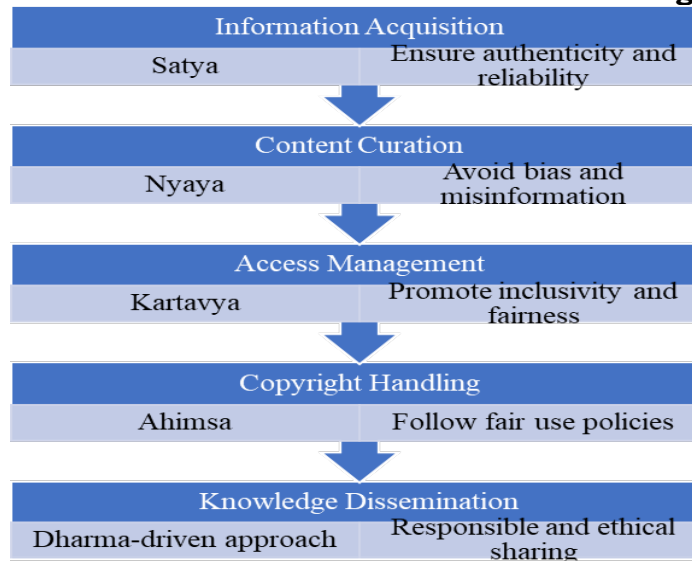 Information Acquisition
Satya
Ensure authenticity and
reliability
Content Curation
Nyaya
Avoid bias and
misinformation
Access Management
Kartavya
Promote inclusivity and
fairness
Copyright Handling
Ahimsa
Follow fair use policies
Knowledge Dissemination
Dharma-driven approach
Responsible and ethical
sharing